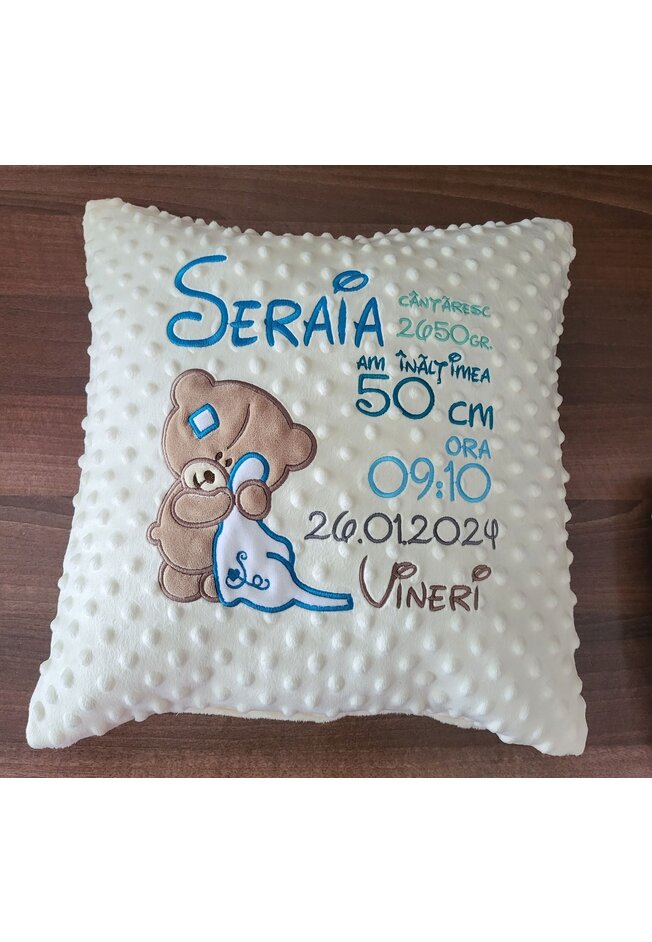 SERAIA
CÂNTĂRESC
2650GR.
AM ÎNĂLȚIMEA
50 CM
ORA
09:10
26.01.2024
VINERI